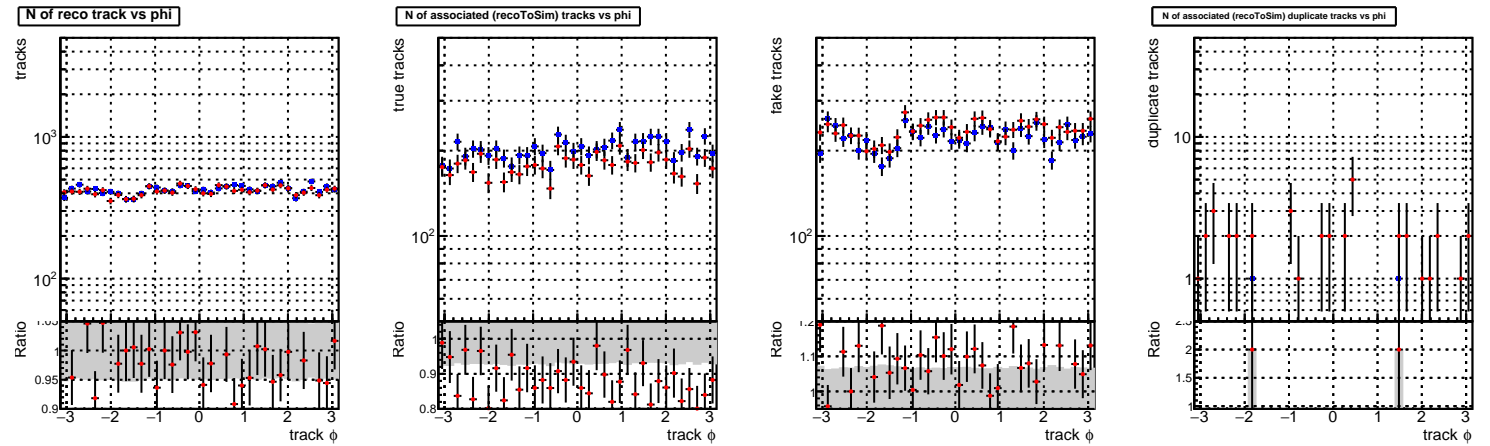 N of reco track vs phi
tracks
10³
10²
Ratio
1.05
1
0.95
0.9
−3 −2 −1 0 1 2 3
track φ
N of associated (recoToSim) tracks vs phi
true tracks
10²
Ratio
1
0.9
0.8
−3 −2 −1 0 1 2 3
track φ
fake tracks
10²
Ratio
1.2
1.1
1
−3 −2 −1 0 1 2 3
track φ
N of associated (recoToSim) duplicate tracks vs phi
duplicate tracks
10
1
Ratio
2.5
2
1.5
1
−3 −2 −1 0 1 2 3
track φ